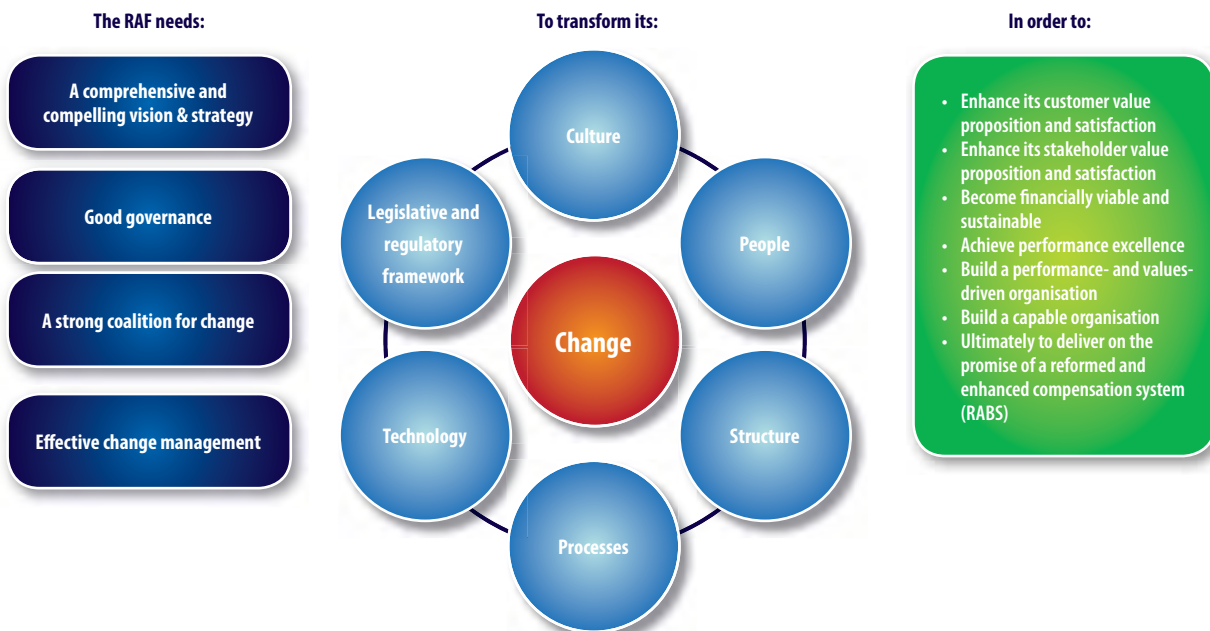 The RAF needs:
A comprehensive and
compelling vision & strategy
Good governance
A strong coalition for change
Effective change management
To transform its:
Culture
People
Structure
Processes
Technology
Legislative and
regulatory
framework
Change
In order to:
• Enhance its customer value
proposition and satisfaction
• Enhance its stakeholder value
proposition and satisfaction
• Become financially viable and
sustainable
• Achieve performance excellence
• Build a performance- and values-
driven organisation
• Build a capable organisation
• Ultimately to deliver on the
promise of a reformed and
enhanced compensation system
(RABS)